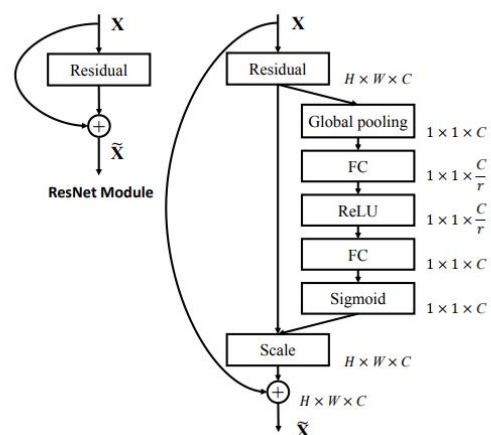 X
Residual
+
X̃
ResNet Module
X
Residual
H × W × C
Global pooling
1 × 1 × C
FC
1 × 1 × C/r
ReLU
1 × 1 × C/r
FC
1 × 1 × C
Sigmoid
1 × 1 × C
Scale
H × W × C
+
H × W × C
X̃